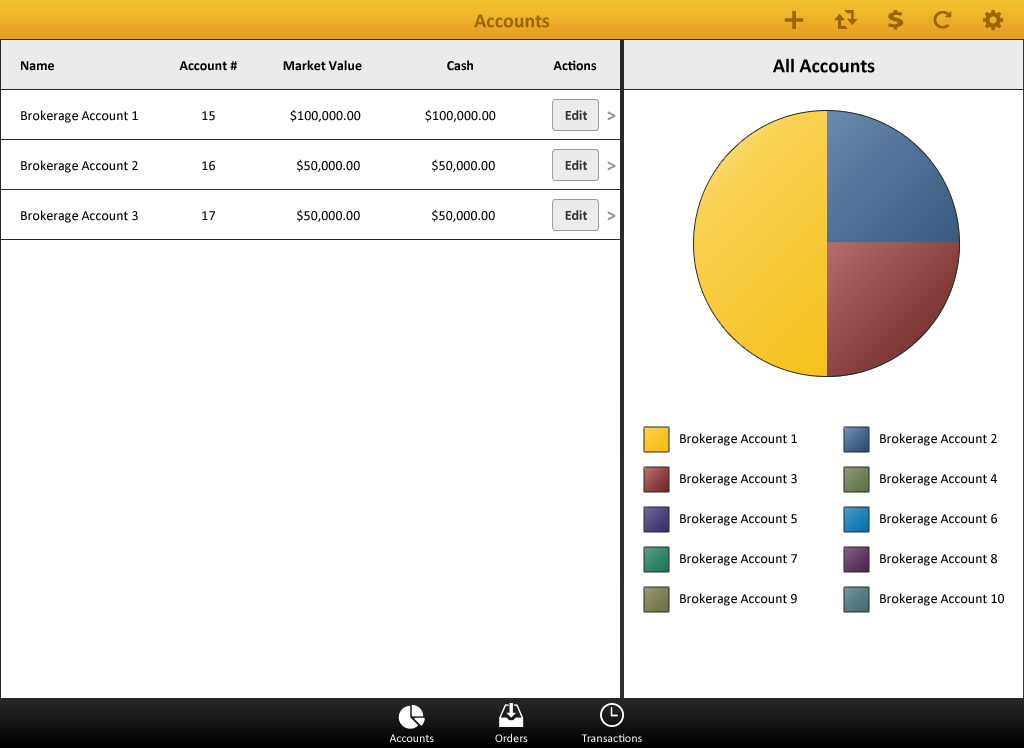 Accounts
Name Account # Market Value Cash Actions
Brokerage Account 1 15 $100,000.00 $100,000.00 Edit >
Brokerage Account 2 16 $50,000.00 $50,000.00 Edit >
Brokerage Account 3 17 $50,000.00 $50,000.00 Edit >
All Accounts
Brokerage Account 1 Brokerage Account 2
Brokerage Account 3 Brokerage Account 4
Brokerage Account 5 Brokerage Account 6
Brokerage Account 7 Brokerage Account 8
Brokerage Account 9 Brokerage Account 10
Accounts Orders Transactions